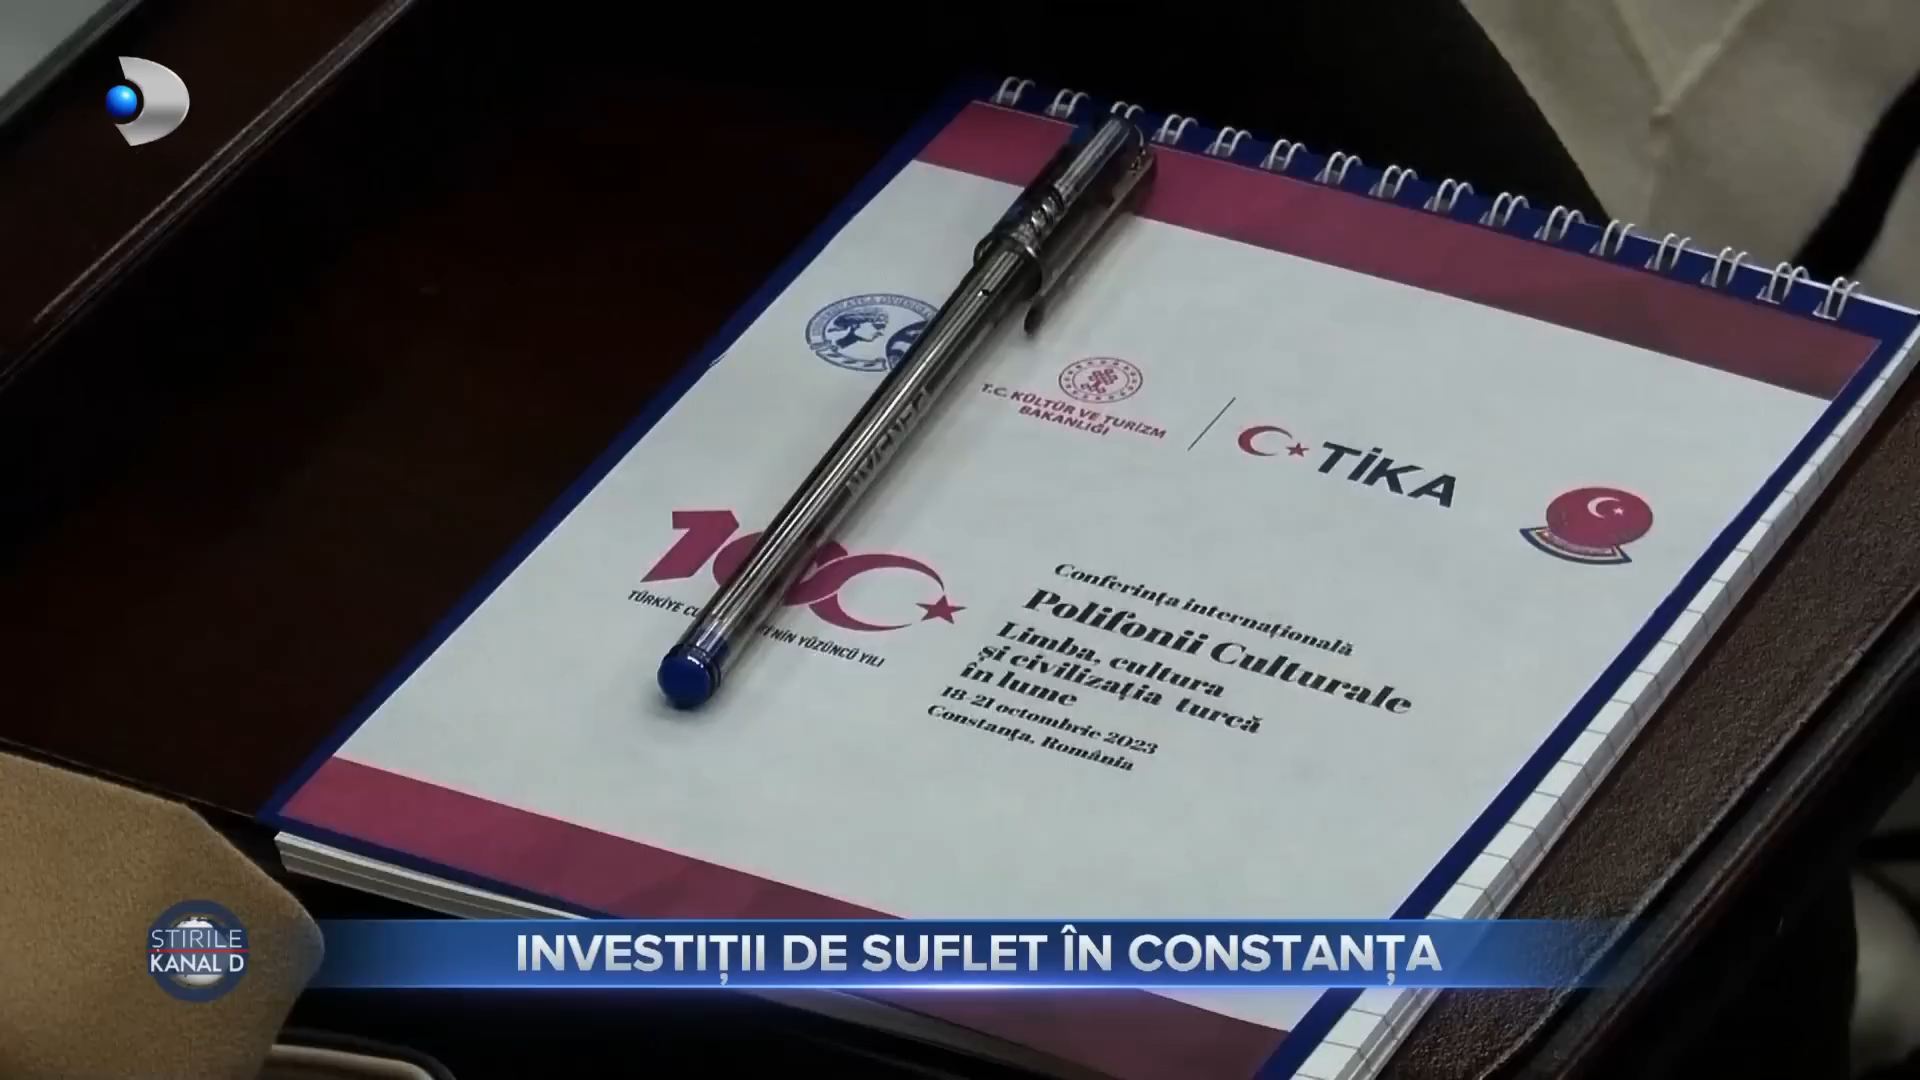 T.C. KÜLTÜR VE TURİZM
BAKANLIĞI
TİKA
100
TÜRKİYE
NİN YÜZÜNCÜ YILI
Conferința internațională
Polifonii Culturale
Limba, cultura
și civilizația turcă
în lume
18-21 octombrie 2023
Constanța, România
ȘTIRILE
KANAL D
INVESTIȚII DE SUFLET ÎN CONSTANȚA